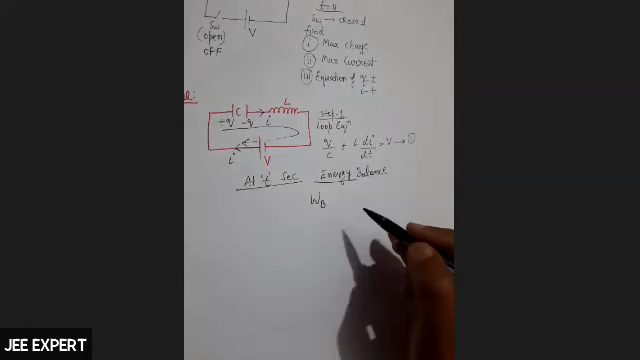 t=0
Sw → closed
Sw
(open)
OFF
V
find
(i) Max charge
(ii) Max current
(iii) Equation of q-t
i-t
C
L
+q -q i
i
V
Step-1
Loop Eqⁿ
q/c + L di/dt = V → (1)
At 't' Sec Energy Balance
W_B
JEE EXPERT